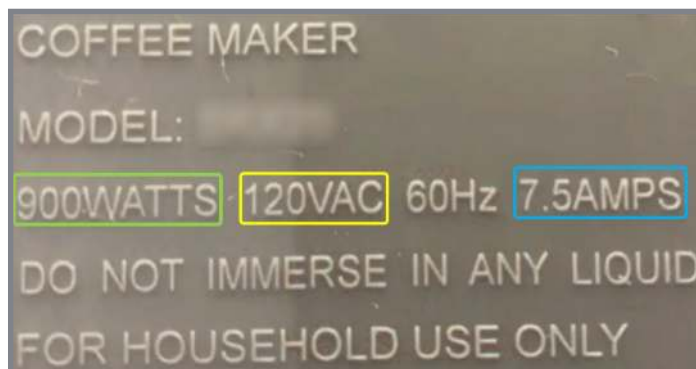 COFFEE MAKER
MODEL:
900WATTS 120VAC 60Hz 7.5AMPS
DO NOT IMMERSE IN ANY LIQUID
FOR HOUSEHOLD USE ONLY